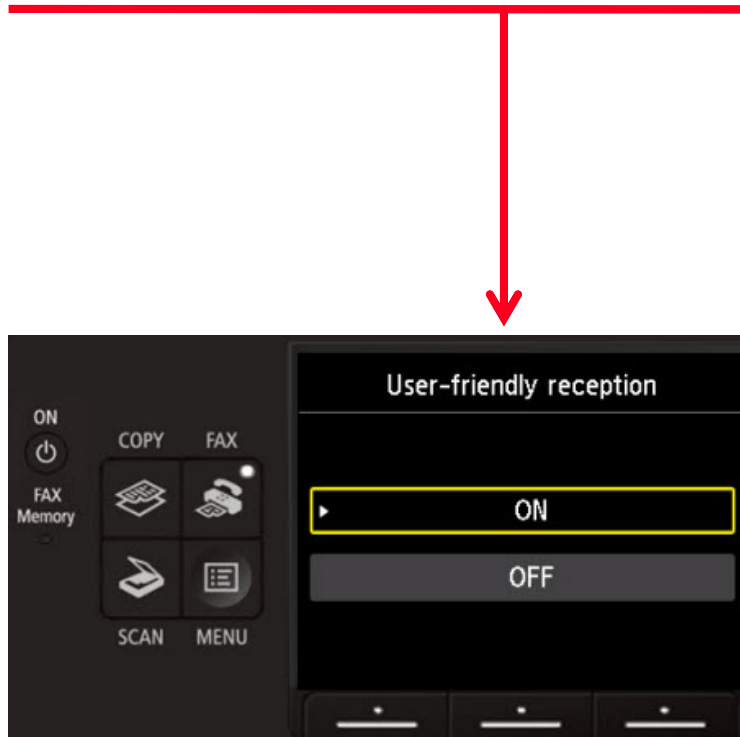 User-friendly reception
ON
COPY FAX
FAX
Memory
ON
OFF
SCAN MENU